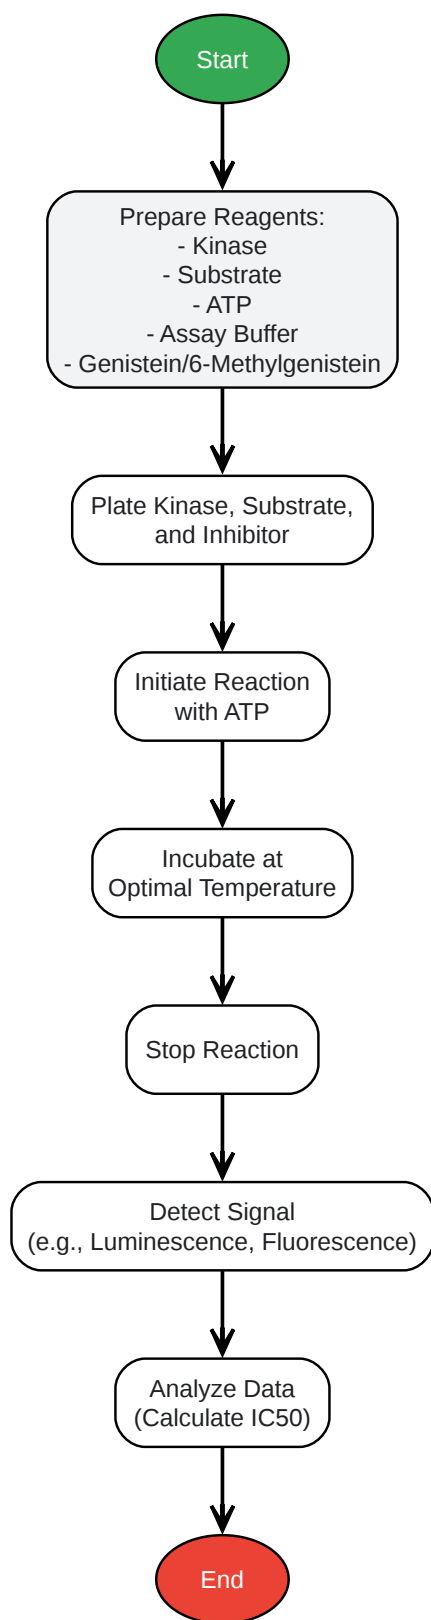 Start
Prepare Reagents:
- Kinase
- Substrate
- ATP
- Assay Buffer
- Genistein/6-Methylgenistein
Plate Kinase, Substrate,
and Inhibitor
Initiate Reaction
with ATP
Incubate at
Optimal Temperature
Stop Reaction
Detect Signal
(e.g., Luminescence, Fluorescence)
Analyze Data
(Calculate IC50)
End